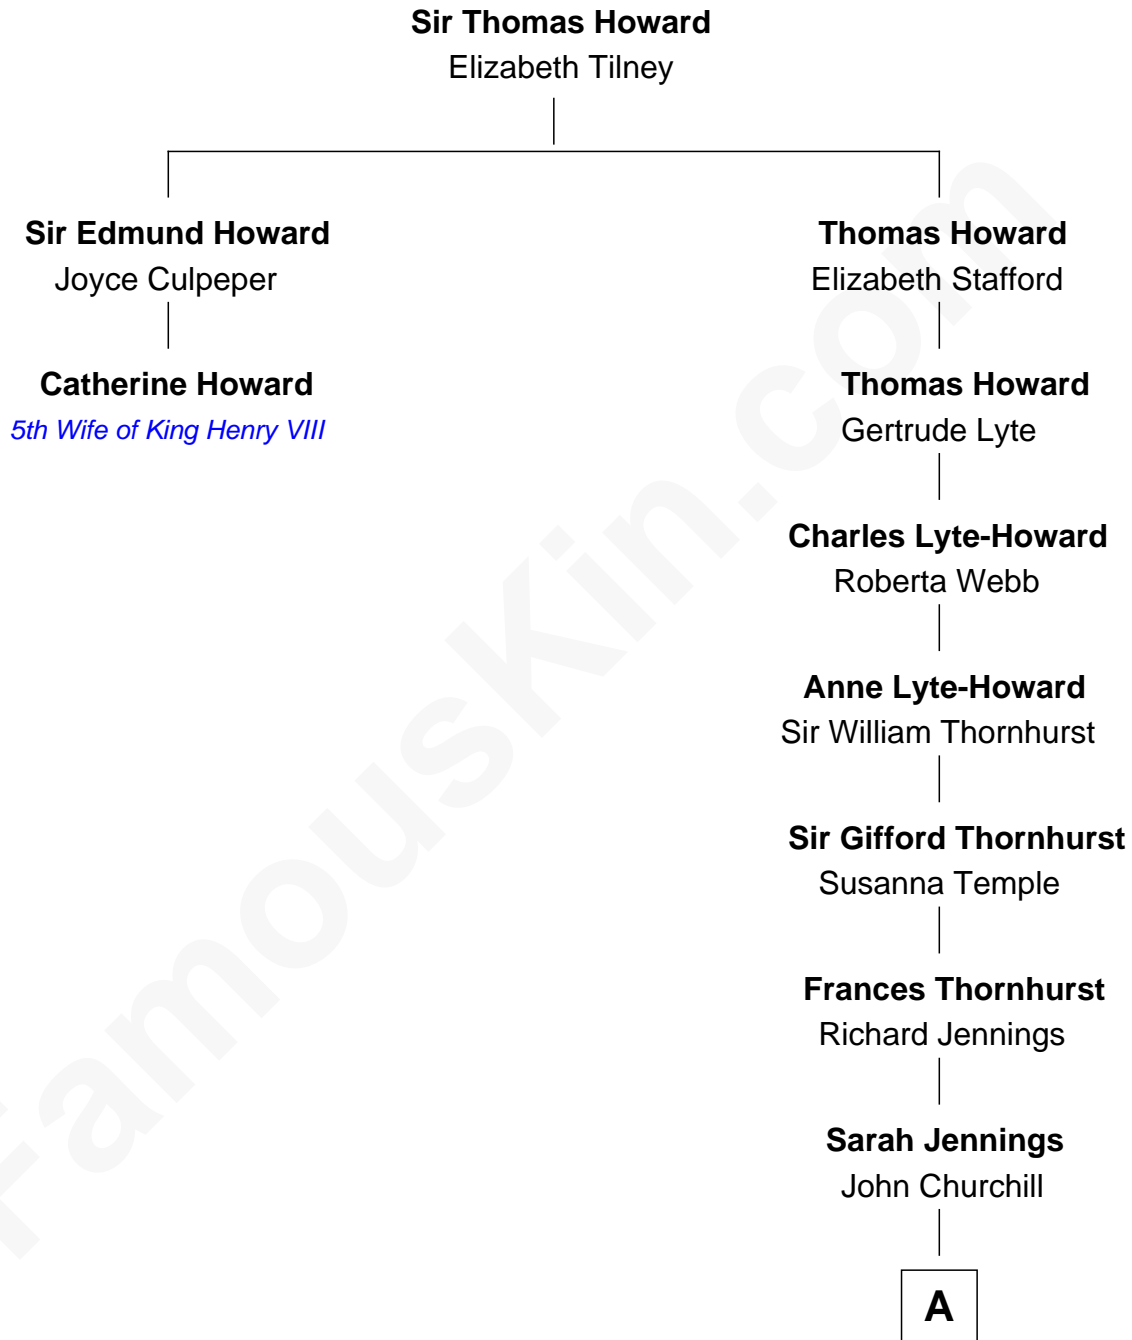 Sir Thomas Howard
Elizabeth Tilney
Sir Edmund Howard
Joyce Culpeper
Catherine Howard
5th Wife of King Henry VIII
Thomas Howard
Elizabeth Stafford
Thomas Howard
Gertrude Lyte
Charles Lyte-Howard
Roberta Webb
Anne Lyte-Howard
Sir William Thornhurst
Sir Gifford Thornhurst
Susanna Temple
Frances Thornhurst
Richard Jennings
Sarah Jennings
John Churchill
A
FamousKin.com